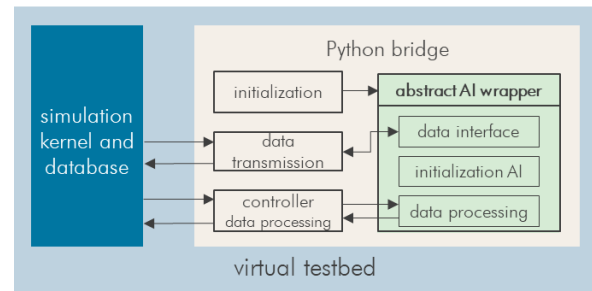 Python bridge
simulation
kernel and
database
initialization
data
transmission
controller
data processing
abstract AI wrapper
data interface
initialization AI
data processing
virtual testbed